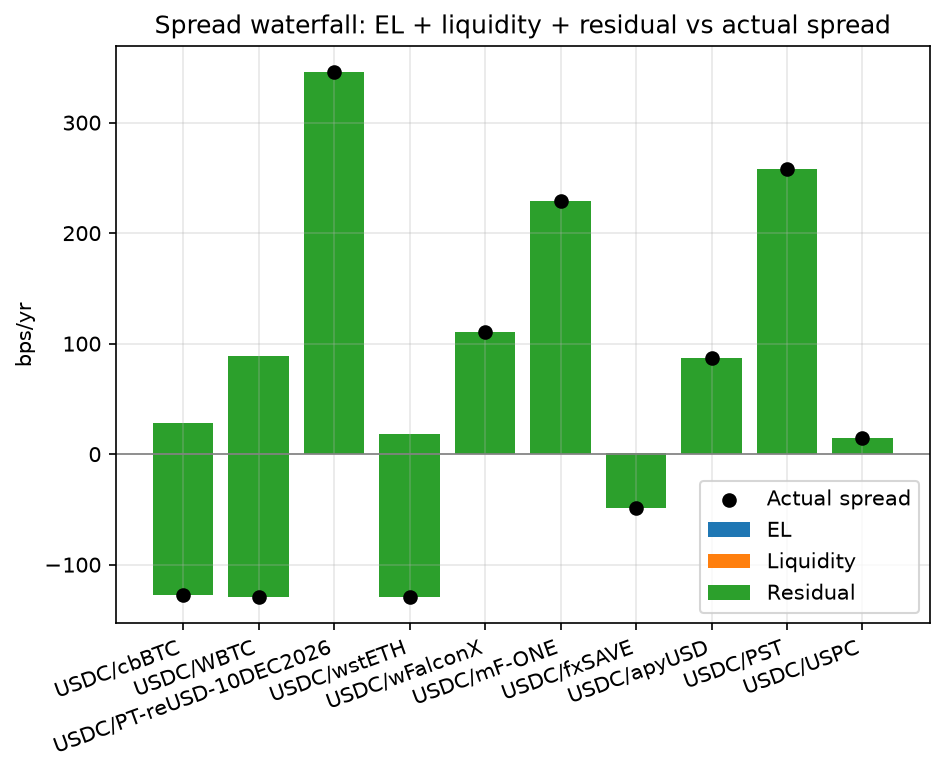 Spread waterfall: EL + liquidity + residual vs actual spread
bps/yr
300
200
100
0
−100
Actual spread
EL
Liquidity
Residual
USDC/cbBTC
USDC/WBTC
USDC/PT-reUSD-10DEC2026
USDC/wstETH
USDC/wFalconX
USDC/mF-ONE
USDC/fxSAVE
USDC/apyUSD
USDC/PST
USDC/USPC